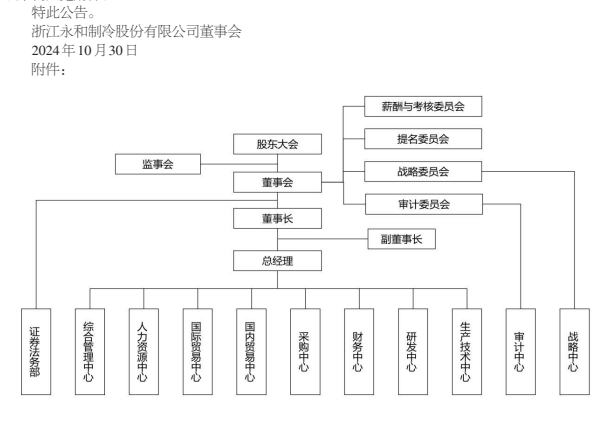 特此公告。
浙江永和制冷股份有限公司董事会
2024年10月30日
附件：
薪酬与考核委员会
股东大会
提名委员会
监事会
战略委员会
董事会
审计委员会
董事长
副董事长
总经理
证券法务部
综合管理中心
人力资源中心
国际贸易中心
国内贸易中心
采购中心
财务中心
研发中心
生产技术中心
审计中心
战略中心